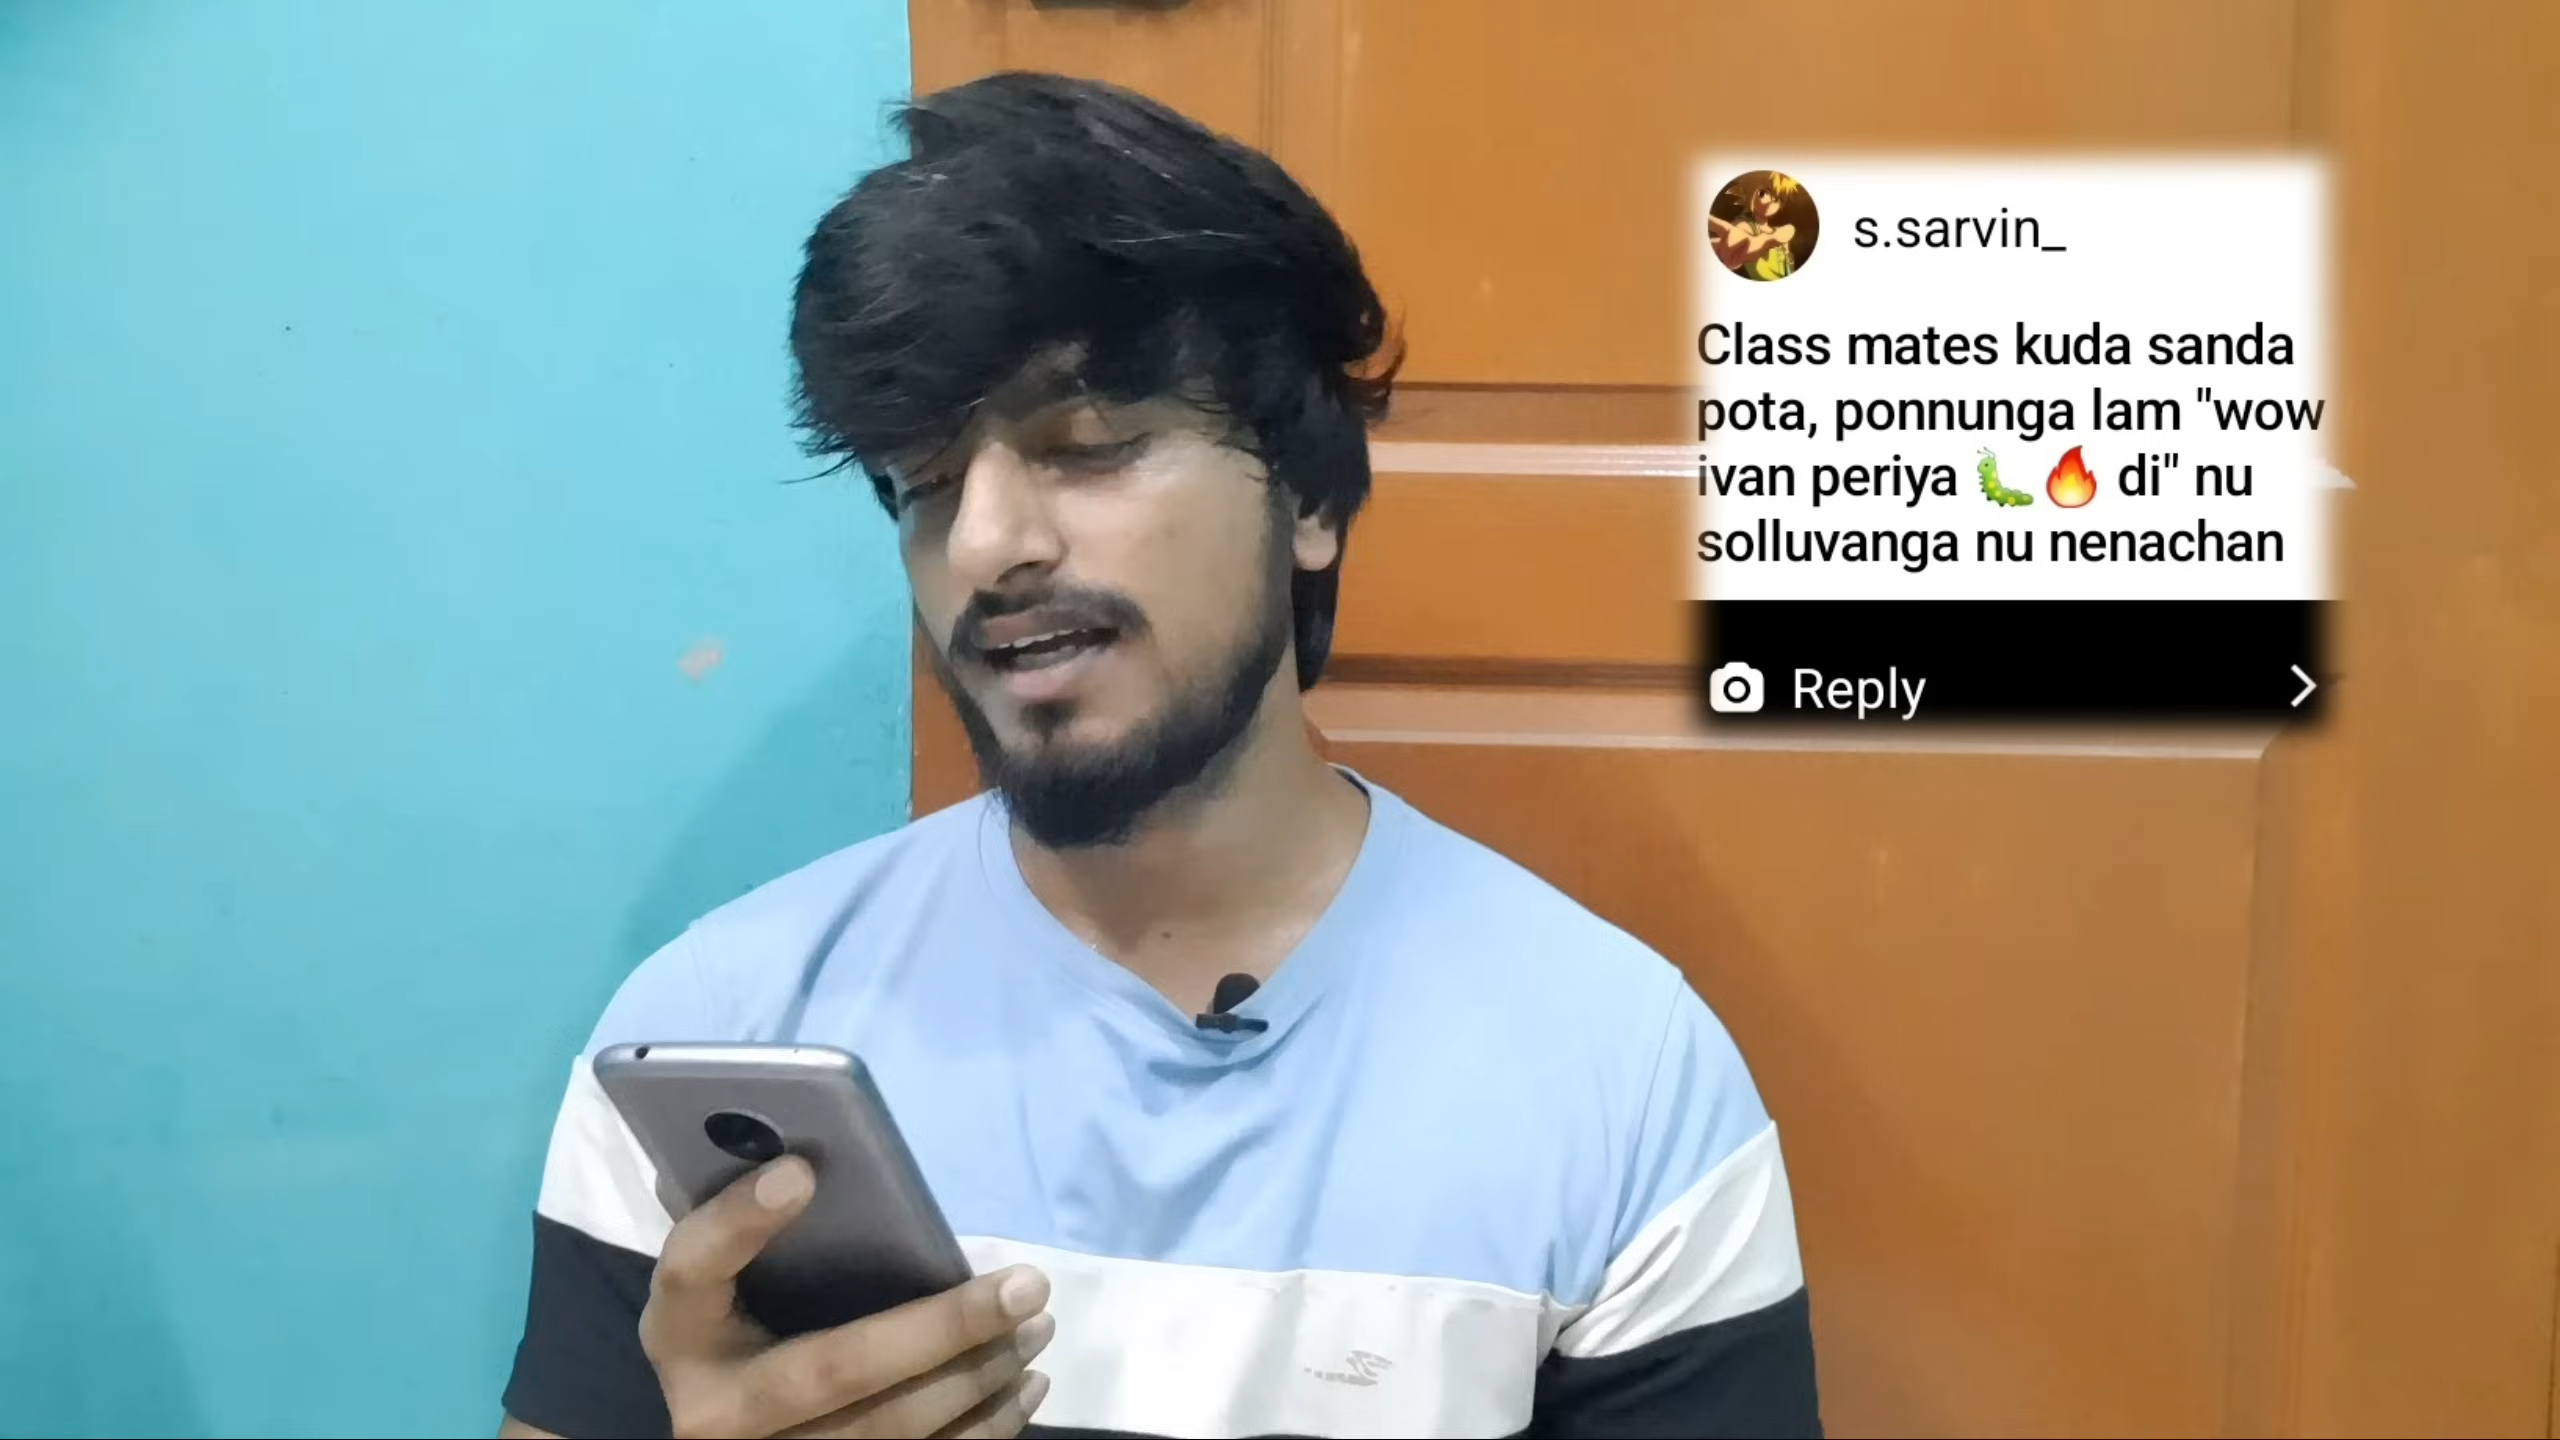 s.sarvin_
Class mates kuda sanda
pota, ponnunga lam "wow
ivan periya 🐛🔥 di" nu
solluvanga nu nenachan
Reply